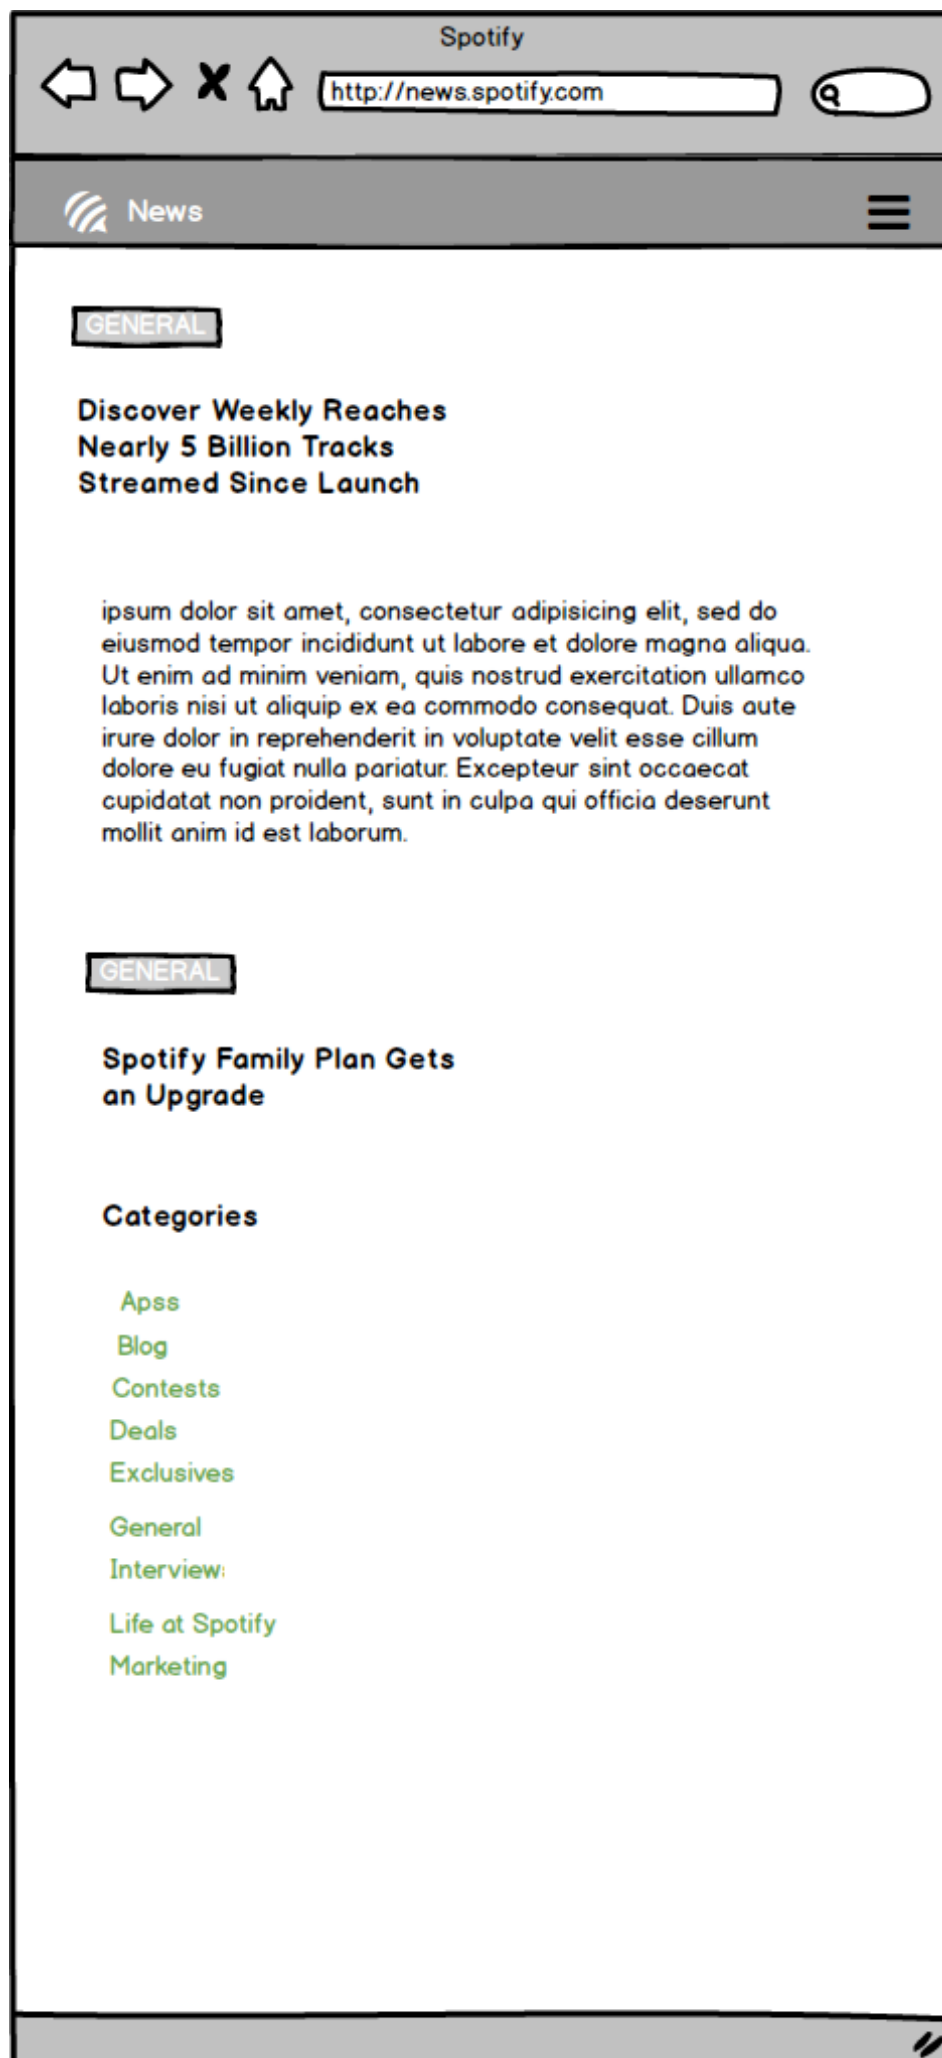 Spotify
http://news.spotify.com
News
GENERAL
Discover Weekly Reaches
Nearly 5 Billion Tracks
Streamed Since Launch
ipsum dolor sit amet, consectetur adipisicing elit, sed do
eiusmod tempor incididunt ut labore et dolore magna aliqua.
Ut enim ad minim veniam, quis nostrud exercitation ullamco
laboris nisi ut aliquip ex ea commodo consequat. Duis aute
irure dolor in reprehenderit in voluptate velit esse cillum
dolore eu fugiat nulla pariatur. Excepteur sint occaecat
cupidatat non proident, sunt in culpa qui officia deserunt
mollit anim id est laborum.
GENERAL
Spotify Family Plan Gets
an Upgrade
Categories
Apss
Blog
Contests
Deals
Exclusives
General
Interviews
Life at Spotify
Marketing